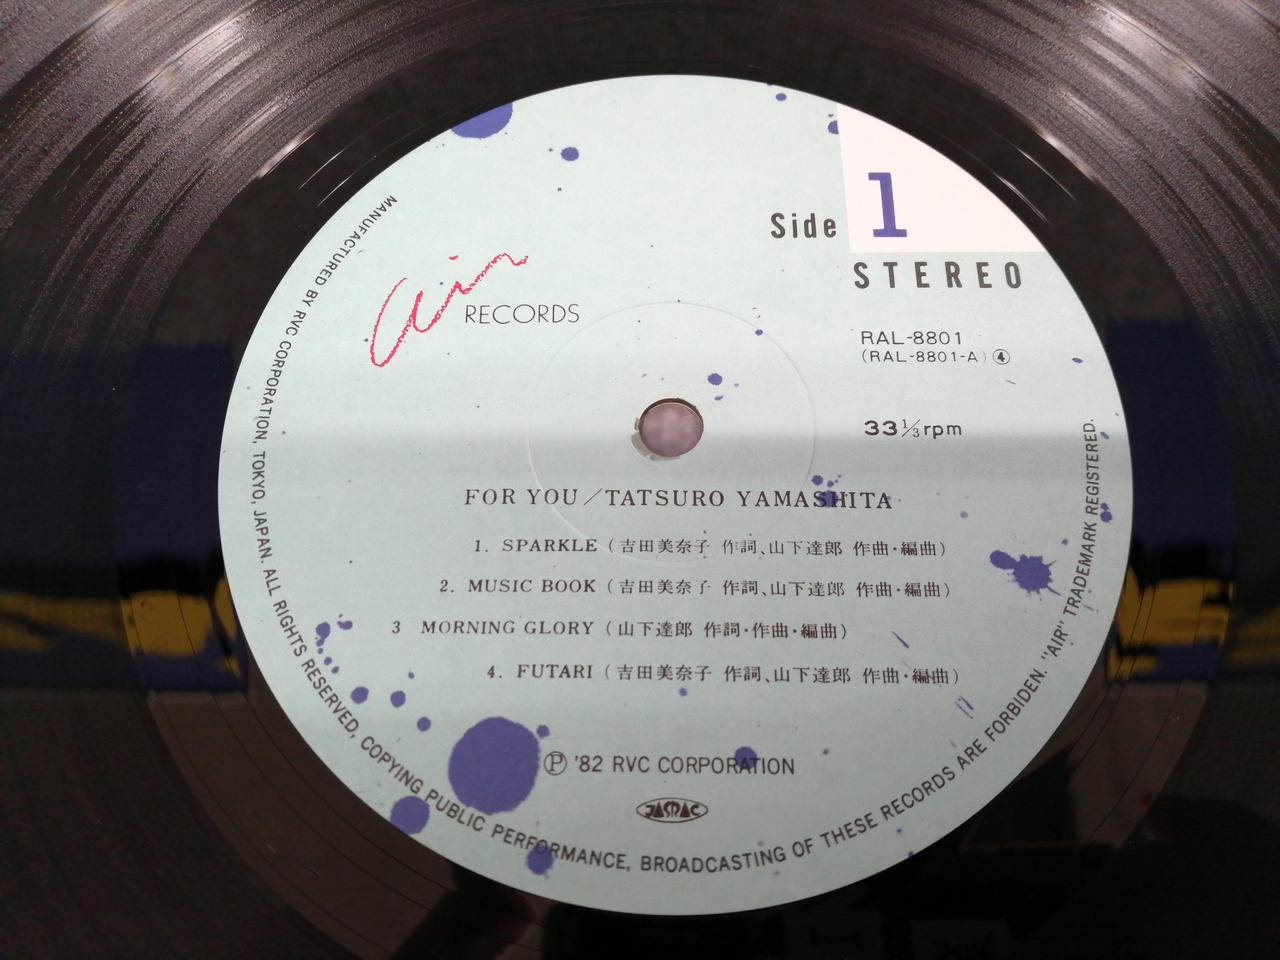 Side 1
STEREO
Air RECORDS
RAL-8801
(RAL-8801-A) ④
33⅓rpm
FOR YOU／TATSURO YAMASHITA
1. SPARKLE (吉田美奈子 作詞、山下達郎 作曲・編曲)
2. MUSIC BOOK (吉田美奈子 作詞、山下達郎 作曲・編曲)
3 MORNING GLORY (山下達郎 作詞・作曲・編曲)
4. FUTARI (吉田美奈子 作詞、山下達郎 作曲・編曲)
Ⓟ '82 RVC CORPORATION
JASRAC
MANUFACTURED BY RVC CORPORATION, TOKYO, JAPAN. ALL RIGHTS RESERVED, COPYING PUBLIC PERFORMANCE, BROADCASTING OF THESE RECORDS ARE FORBIDEN. "AIR" TRADEMARK REGISTERED.